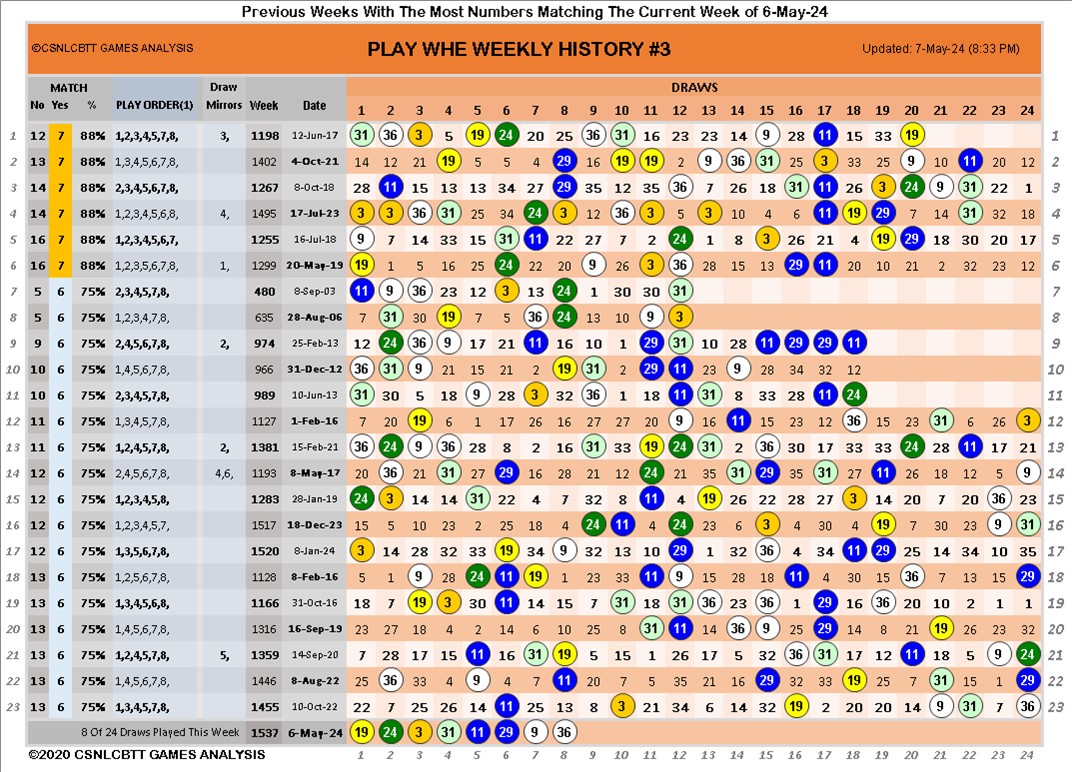 Previous Weeks With The Most Numbers Matching The Current Week of 6-May-24
©CSNLCBTT GAMES ANALYSIS PLAY WHE WEEKLY HISTORY #3 Updated: 7-May-24 (8:33 PM)
MATCH Draw DRAWS
No Yes % PLAY ORDER(1) Mirrors Week Date 1 2 3 4 5 6 7 8 9 10 11 12 13 14 15 16 17 18 19 20 21 22 23 24
1 12 7 88% 1,2,3,4,5,7,8, 3, 1198 12-Jun-17 31 36 3 5 19 24 20 25 36 31 16 23 23 14 9 28 11 15 33 19 1
2 13 7 88% 1,3,4,5,6,7,8, 1402 4-Oct-21 14 12 21 19 5 5 4 29 16 19 11 2 9 36 31 25 3 33 25 9 10 11 20 12 2
3 14 7 88% 2,3,4,5,6,7,8, 1267 8-Oct-18 28 11 15 13 13 34 27 29 35 12 35 36 7 26 18 31 11 26 3 24 9 31 22 1 3
4 14 7 88% 1,2,3,4,5,6,8, 4, 1495 17-Jul-23 3 3 36 31 25 34 24 3 12 36 3 5 3 10 4 6 11 19 29 7 14 31 32 18 4
5 16 7 88% 1,2,3,4,5,6,7, 1255 16-Jul-18 9 7 14 33 15 31 11 22 27 7 2 24 1 8 3 26 21 4 19 29 18 30 20 17 5
6 16 7 88% 1,2,3,5,6,7,8, 1, 1299 20-May-19 19 1 5 16 25 24 22 20 9 26 3 36 28 15 13 29 11 20 10 21 2 32 23 12 6
7 5 6 75% 2,3,4,5,7,8, 480 8-Sep-03 11 9 36 23 12 3 13 24 1 30 30 31 7
8 5 6 75% 1,2,3,4,7,8, 635 28-Aug-06 7 31 30 19 7 5 36 24 13 10 9 3 8
9 9 6 75% 2,4,5,6,7,8, 2, 974 25-Feb-13 12 24 36 9 17 21 11 16 10 1 29 31 10 28 11 29 29 11 9
10 10 6 75% 1,4,5,6,7,8, 966 31-Dec-12 36 31 9 21 15 21 2 19 31 2 29 11 23 9 28 34 32 12 10
11 10 6 75% 2,3,4,5,7,8, 989 10-Jun-13 31 30 5 18 9 28 3 32 36 1 18 11 31 8 33 28 11 24 11
12 11 6 75% 1,3,4,5,7,8, 1127 1-Feb-16 7 20 19 6 1 17 26 16 27 27 20 9 16 11 13 18 12 36 15 23 31 6 26 3 12
13 11 6 75% 1,2,4,5,7,8, 2, 1381 15-Feb-21 36 24 9 36 28 8 2 16 31 33 19 24 31 2 36 30 17 33 33 24 28 11 17 21 13
14 12 6 75% 2,4,5,6,7,8, 4,6, 1193 8-May-17 20 36 21 31 27 29 16 28 21 12 24 21 14 31 29 17 31 28 11 26 18 12 5 9 14
15 12 6 75% 1,2,3,4,5,8, 1283 28-Jan-19 24 3 14 14 31 22 4 7 32 8 11 4 19 26 22 28 27 3 14 20 7 20 36 23 15
16 12 6 75% 1,2,3,4,5,7, 1517 18-Dec-23 15 5 10 23 2 25 18 4 24 11 4 24 23 6 3 4 30 4 19 7 30 23 9 31 16
17 12 6 75% 1,3,5,6,7,8, 1520 8-Jan-24 3 14 28 32 33 19 34 9 33 13 10 29 1 32 36 4 34 11 29 25 14 34 10 35 17
18 13 6 75% 1,2,5,6,7,8, 1128 8-Feb-16 5 1 9 28 24 11 19 1 23 33 11 9 15 28 18 11 4 30 15 36 7 13 15 29 18
19 13 6 75% 1,3,4,5,6,8, 1166 31-Oct-16 18 7 19 3 30 11 14 15 7 31 18 31 36 23 36 1 29 16 36 20 10 2 1 1 19
20 13 6 75% 1,4,5,6,7,8, 1316 16-Sep-19 23 27 18 4 2 14 6 10 25 8 31 11 14 36 9 25 29 14 8 21 19 26 23 32 20
21 13 6 75% 1,2,4,5,7,8, 5, 1359 14-Sep-20 7 28 17 5 11 16 31 19 5 15 1 26 17 5 32 36 31 17 12 11 18 5 9 24 21
22 13 6 75% 1,4,5,6,7,8, 1446 8-Aug-22 25 36 33 4 9 8 7 11 20 7 5 35 21 16 29 32 33 19 25 7 31 15 1 29 22
23 13 6 75% 1,3,4,5,7,8, 1455 10-Oct-22 22 7 25 26 14 11 8 13 8 3 21 34 6 14 32 19 2 20 20 14 9 31 7 36 23
8 Of 24 Draws Played This Week 1537 6-May-24 19 24 3 31 11 29 9 36
©2020 CSNLCBTT GAMES ANALYSIS 1 2 3 4 5 6 7 8 9 10 11 12 13 14 15 16 17 18 19 20 21 22 23 24